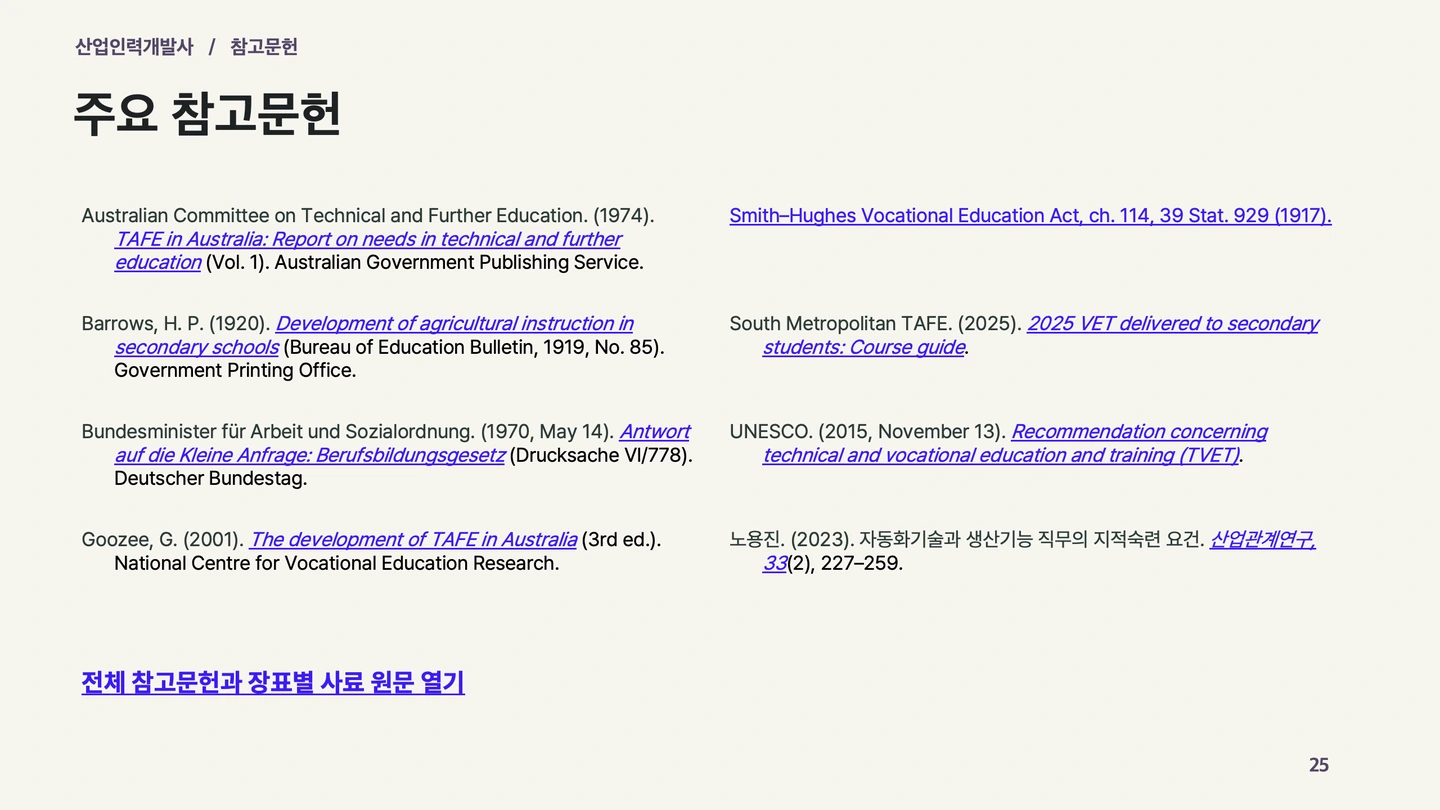 산업인력개발사 / 참고문헌
주요 참고문헌
Australian Committee on Technical and Further Education. (1974).
TAFE in Australia: Report on needs in technical and further
education (Vol. 1). Australian Government Publishing Service.
Barrows, H. P. (1920). Development of agricultural instruction in
secondary schools (Bureau of Education Bulletin, 1919, No. 85).
Government Printing Office.
Bundesminister für Arbeit und Sozialordnung. (1970, May 14). Antwort
auf die Kleine Anfrage: Berufsbildungsgesetz (Drucksache VI/778).
Deutscher Bundestag.
Goozee, G. (2001). The development of TAFE in Australia (3rd ed.).
National Centre for Vocational Education Research.
Smith–Hughes Vocational Education Act, ch. 114, 39 Stat. 929 (1917).
South Metropolitan TAFE. (2025). 2025 VET delivered to secondary
students: Course guide.
UNESCO. (2015, November 13). Recommendation concerning
technical and vocational education and training (TVET).
노용진. (2023). 자동화기술과 생산기능 직무의 지적숙련 요건. 산업관계연구,
33(2), 227–259.
전체 참고문헌과 장표별 사료 원문 열기
25